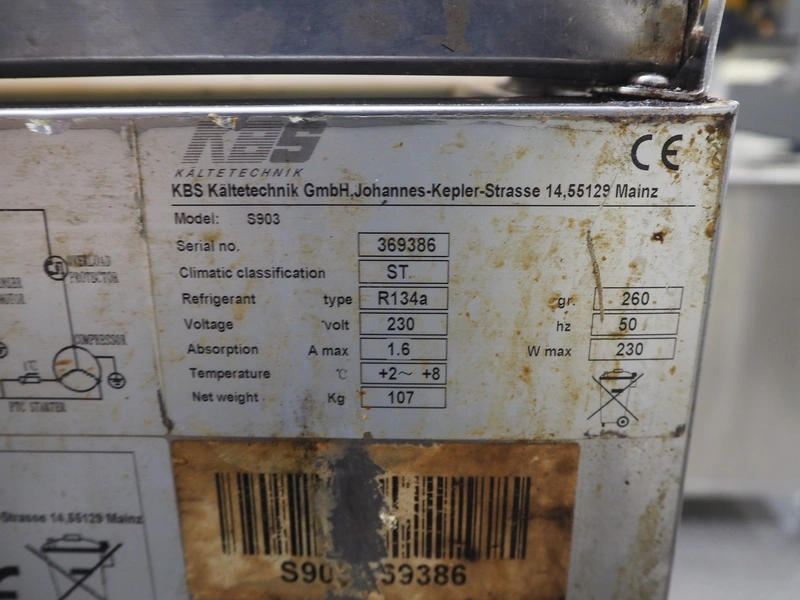 KBS
KÄLTETECHNIK
CE
KBS Kältetechnik GmbH,Johannes-Kepler-Strasse 14,55129 Mainz
Model: S903
Serial no. 369386
Climatic classification ST
Refrigerant type R134a gr. 260
Voltage volt 230 hz 50
Absorption A max 1.6 W max 230
Temperature ℃ +2~ +8
Net weight Kg 107
OVERLOAD
PROTECTOR
COMPRESSOR
PTC STARTER
-Strasse 14,55129 Mainz
S90 69386